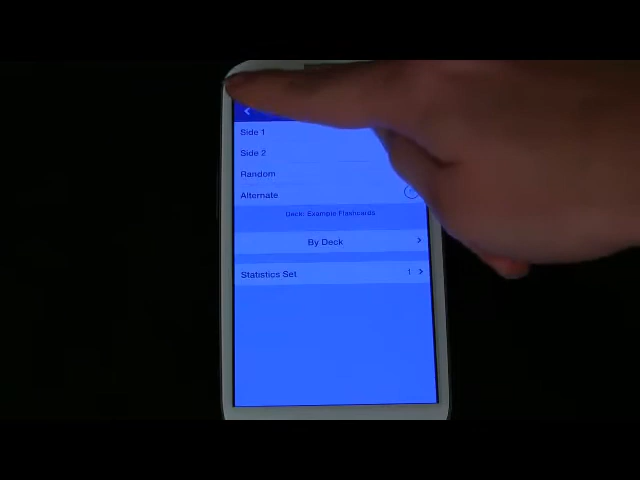 Side 1
Side 2
Random
Alternate
Deck: Example Flashcards
By Deck
Statistics Set 1